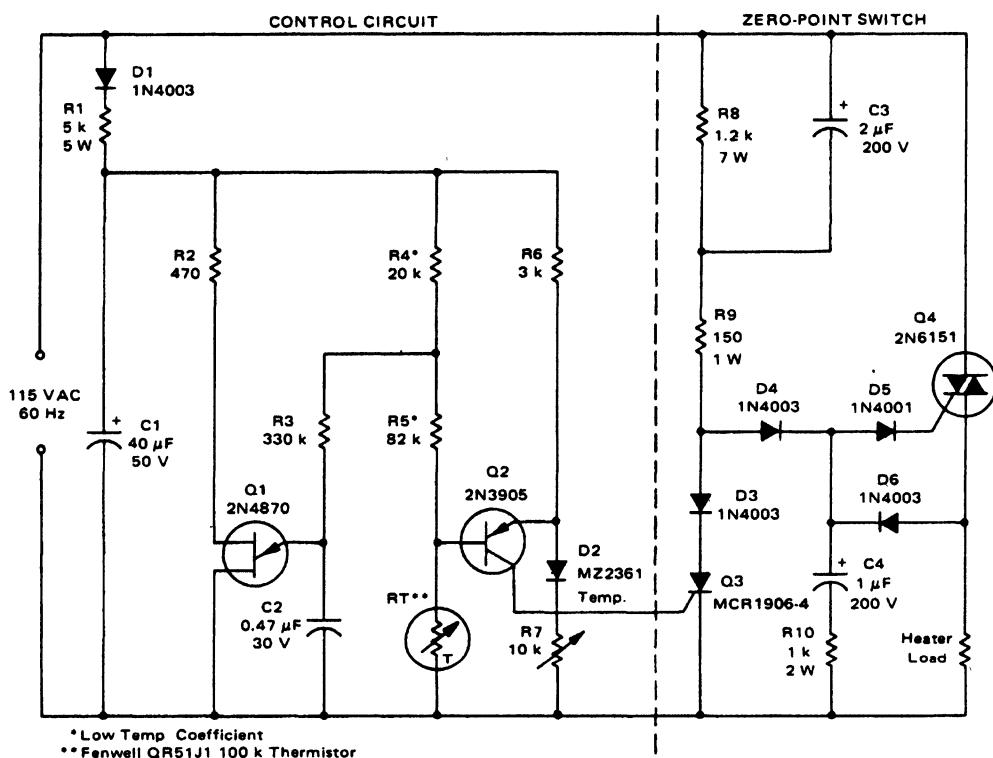 CONTROL CIRCUIT
ZERO-POINT SWITCH
D1
1N4003
R1
5 k
5 W
R8
1.2 k
7 W
+
C3
2 µF
200 V
R2
470
R4*
20 k
R6
3 k
R9
150
1 W
Q4
2N6151
115 VAC
60 Hz
+
C1
40 µF
50 V
R3
330 k
R5*
82 k
D4
1N4003
D5
1N4001
Q1
2N4870
Q2
2N3905
D3
1N4003
D6
1N4003
C2
0.47 µF
30 V
RT**
T
D2
MZ2361
Temp.
R7
10 k
Q3
MCR1906-4
+
C4
1 µF
200 V
R10
1 k
2 W
Heater
Load
*Low Temp Coefficient
**Fenwell QR51J1 100 k Thermistor